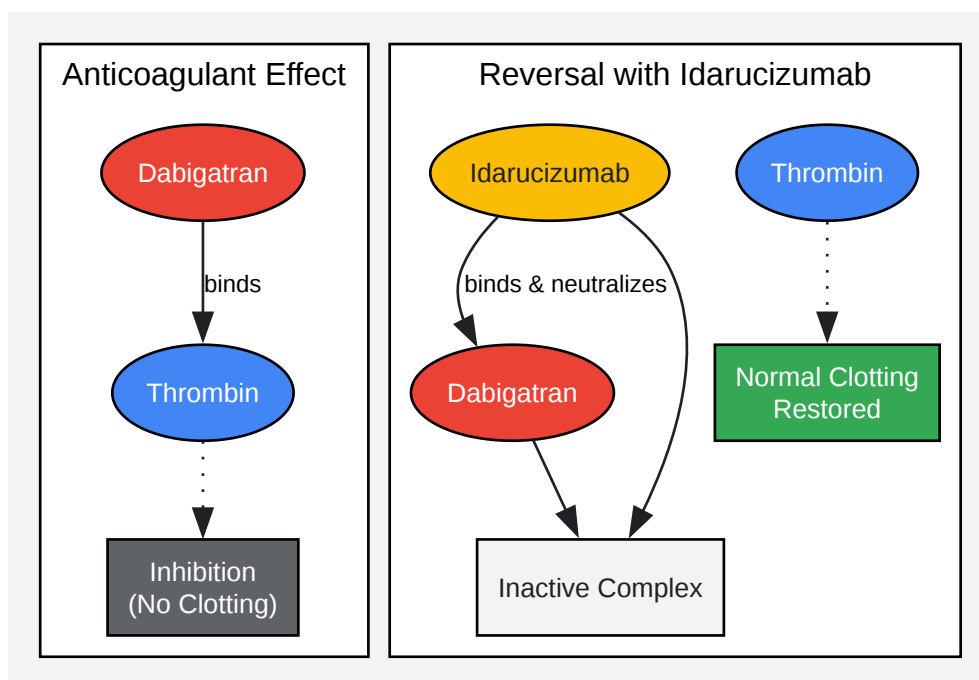 Anticoagulant Effect
Dabigatran
binds
Thrombin
Inhibition
(No Clotting)
Reversal with Idarucizumab
Idarucizumab
Thrombin
binds & neutralizes
Dabigatran
Normal Clotting
Restored
Inactive Complex